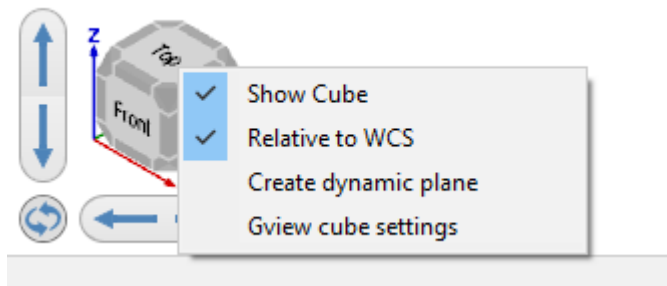 Z
Top
Front
Show Cube
Relative to WCS
Create dynamic plane
Gview cube settings